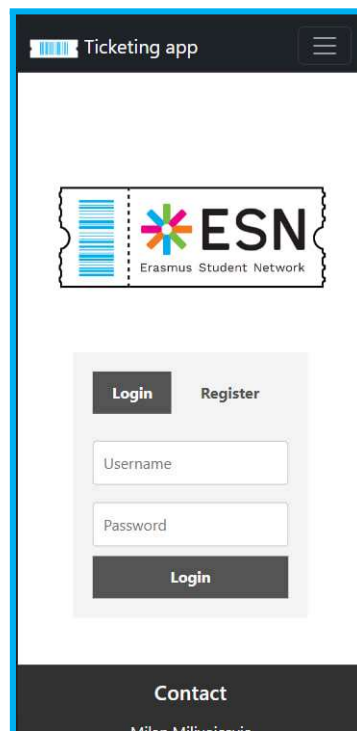 Ticketing app
ESN
Erasmus Student Network
Login Register
Username
Password
Login
Contact